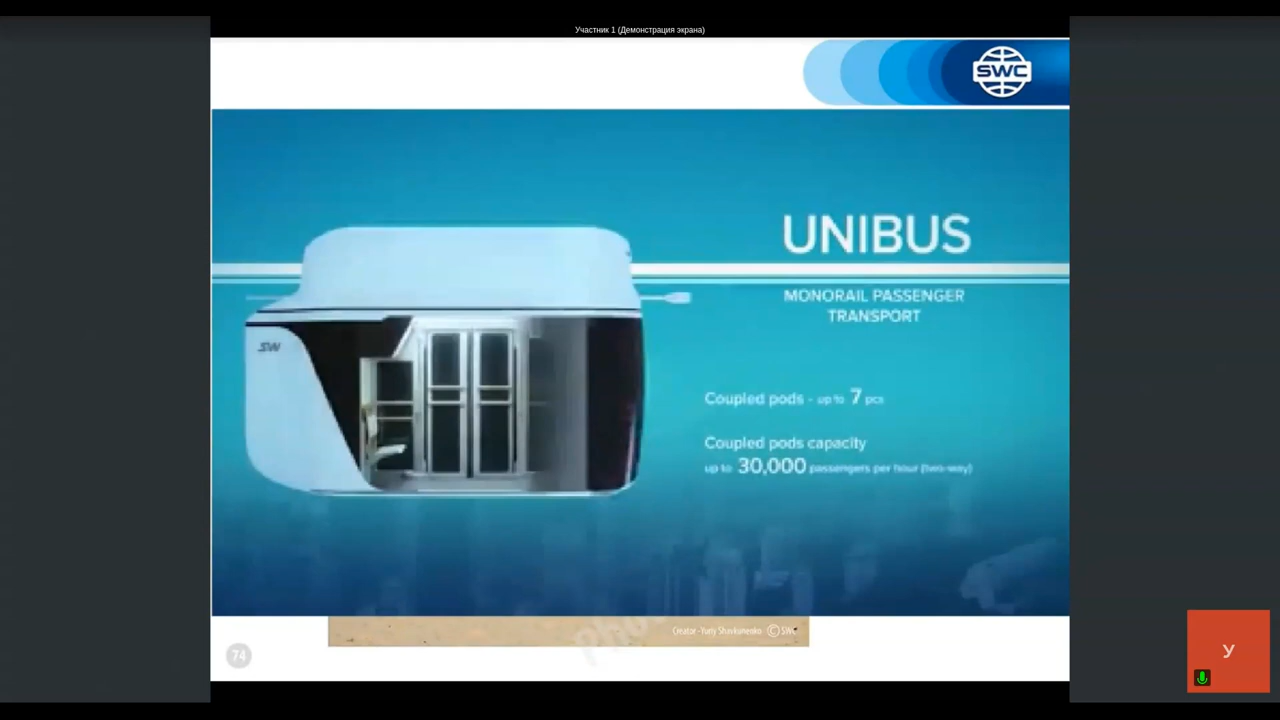 Участник 1 (Демонстрация экрана)
SWC
UNIBUS
MONORAIL PASSENGER
TRANSPORT
SW
Coupled pods - up to 7 pcs
Coupled pods capacity
up to 30,000 passengers per hour (two-way)
Creator - Yuriy Shavkunenko © SWC
74
У